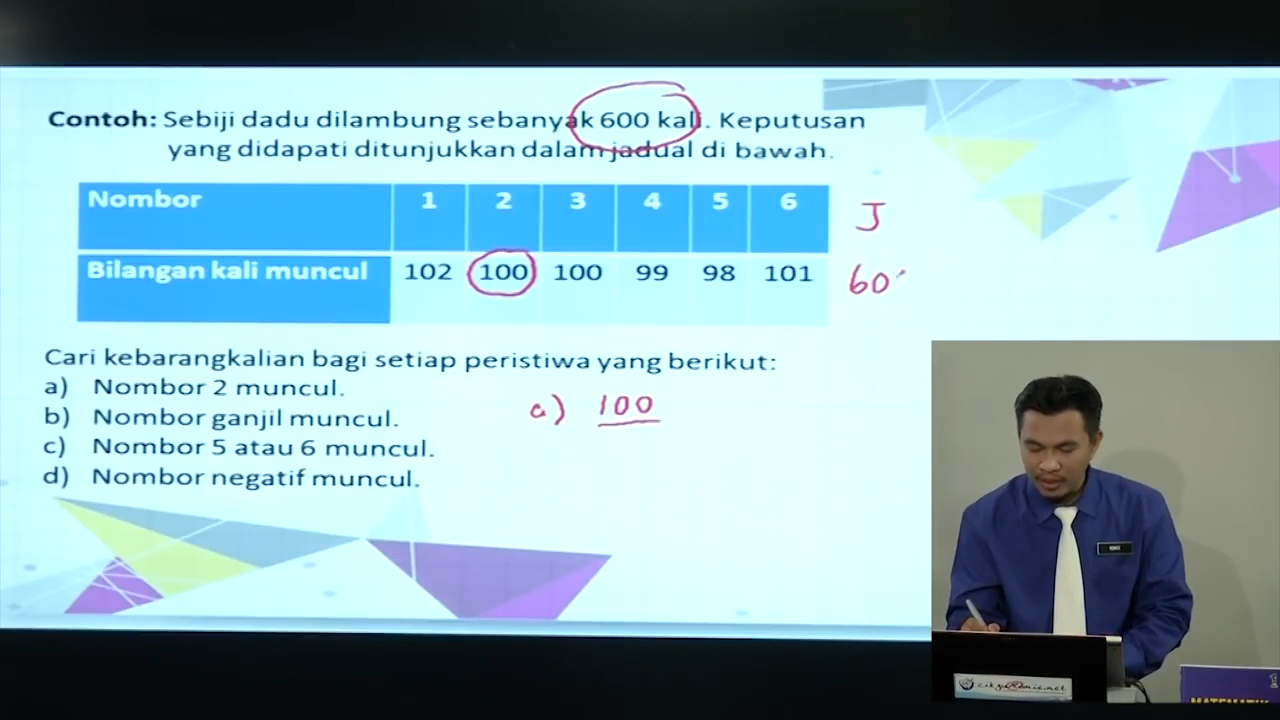 Contoh: Sebiji dadu dilambung sebanyak 600 kali. Keputusan
yang didapati ditunjukkan dalam jadual di bawah.
Nombor 1 2 3 4 5 6 J
Bilangan kali muncul 102 100 100 99 98 101 60
Cari kebarangkalian bagi setiap peristiwa yang berikut:
a) Nombor 2 muncul.
a) 100
b) Nombor ganjil muncul.
c) Nombor 5 atau 6 muncul.
d) Nombor negatif muncul.